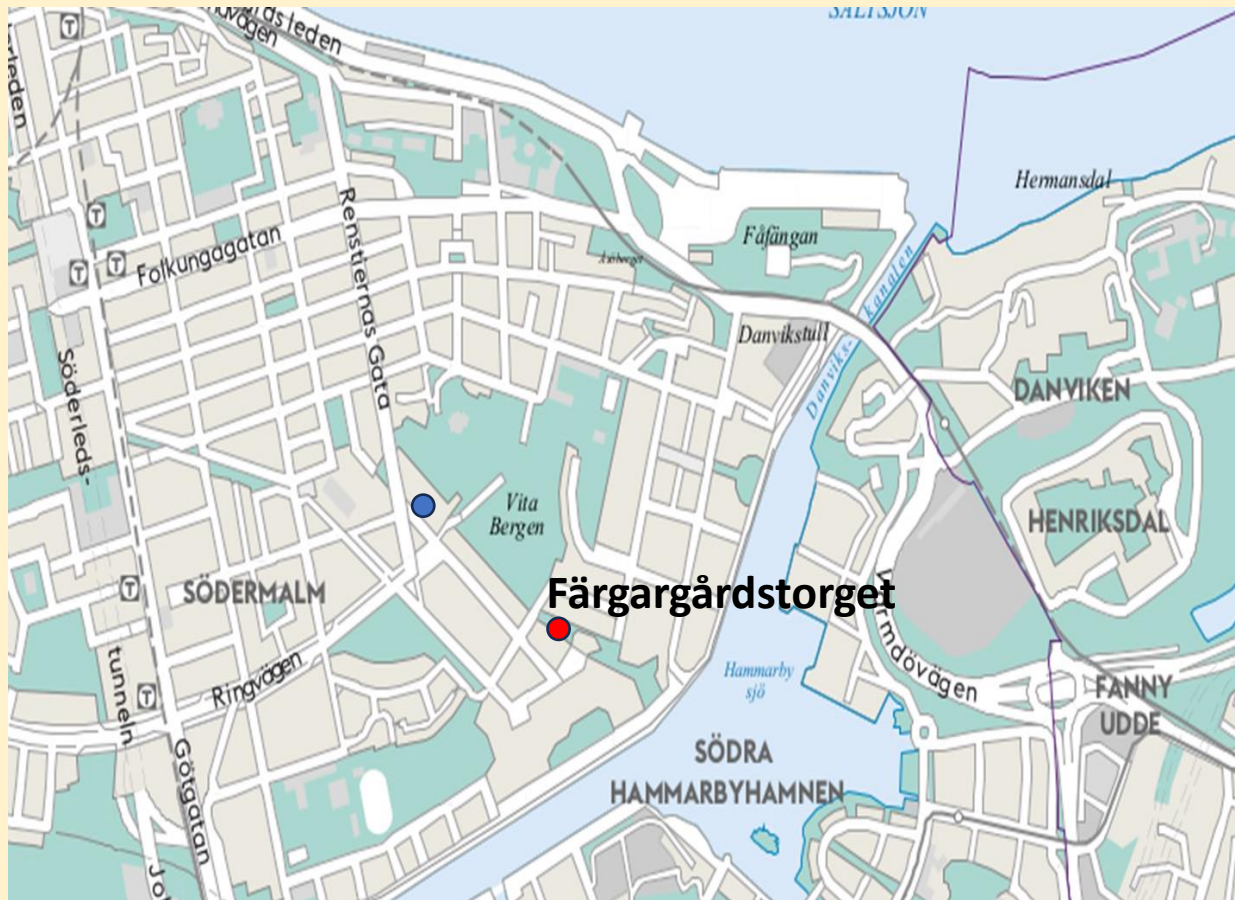 SALTSJÖN
Hermansdal
Renstiernas Gata
Fåfängan
Folkungagatan
Danviks-
kanalen
Danvikstull
Söderleds-
tunneln
DANVIKEN
Vita
Bergen
HENRIKSDAL
SÖDERMALM
Färgargårdstorget
Ringvägen
Hammarby
sjö
FANNY
UDDE
Götgatan
SÖDRA
HAMMARBYHAMNEN
T
T
T
T
T
T